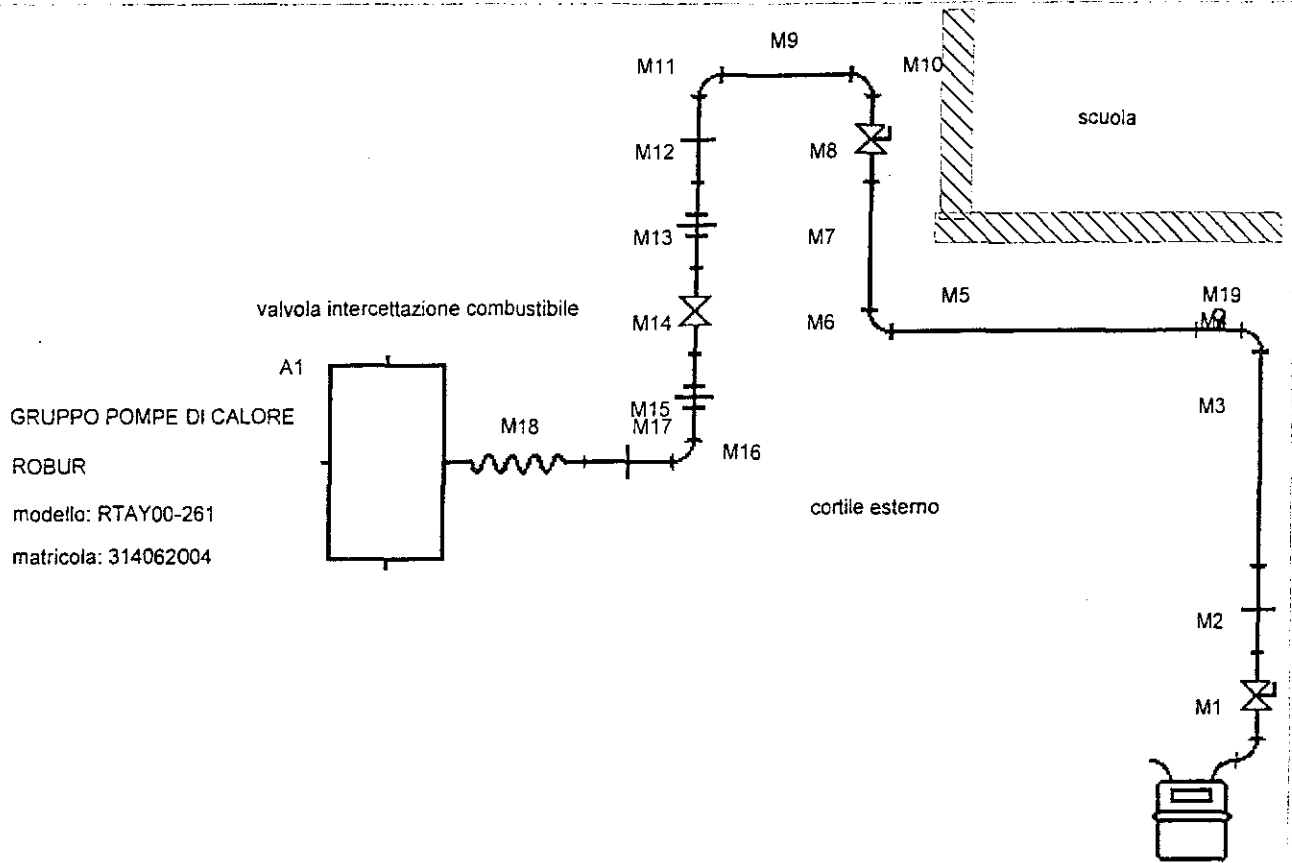 M9
M11
M10
scuola
M12
M8
M13
M7
valvola intercettazione combustibile
M5
M19
M14
M6
A1
M3
M15
GRUPPO POMPE DI CALORE
M18
M17
M16
ROBUR
modello: RTAY00-261
cortile esterno
matricola: 314062004
M2
M1